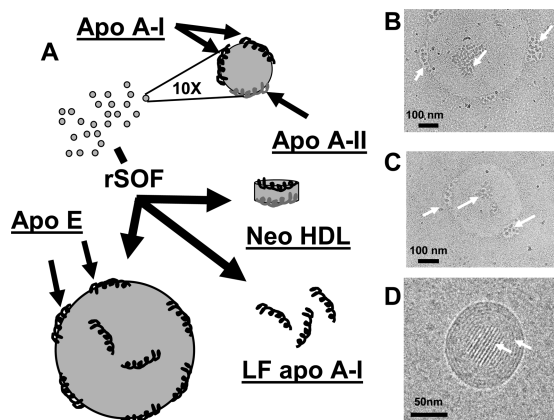 A
Apo A-I
10X
Apo A-II
rSOF
Apo E
Neo HDL
LF apo A-I
B
100 nm
C
100 nm
D
50nm